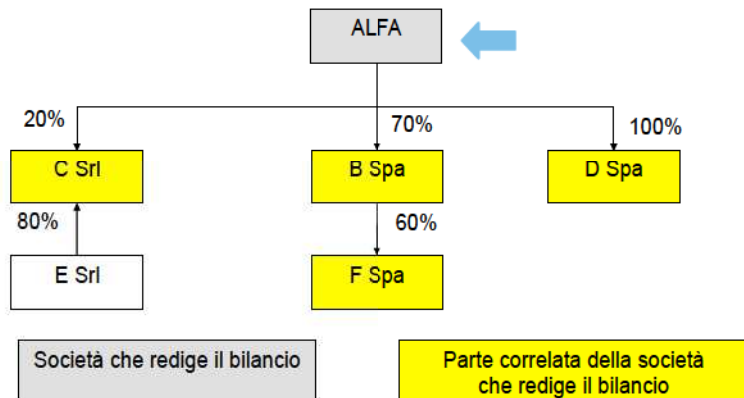 ALFA
20%
70%
100%
C Srl
B Spa
D Spa
80%
60%
E Srl
F Spa
Società che redige il bilancio
Parte correlata della società
che redige il bilancio